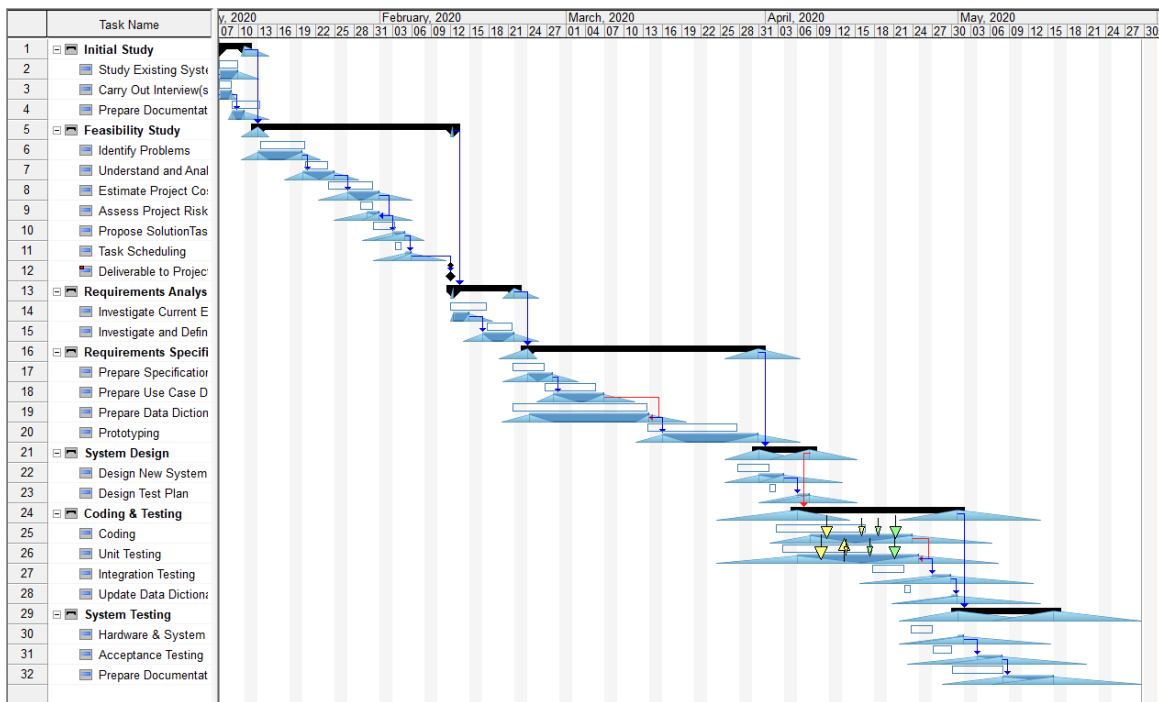 Task Name
y, 2020 February, 2020 March, 2020 April, 2020 May, 2020
07 10 13 16 19 22 25 28 31 03 06 09 12 15 18 21 24 27 01 04 07 10 13 16 19 22 25 28 31 03 06 09 12 15 18 21 24 27 30 03 06 09 12 15 18 21 24 27 30
1 Initial Study
2 Study Existing Syste
3 Carry Out Interview(s
4 Prepare Documentat
5 Feasibility Study
6 Identify Problems
7 Understand and Anal
8 Estimate Project Co
9 Assess Project Risk
10 Propose SolutionTas
11 Task Scheduling
12 Deliverable to Project
13 Requirements Analys
14 Investigate Current E
15 Investigate and Defin
16 Requirements Specifi
17 Prepare Specification
18 Prepare Use Case D
19 Prepare Data Diction
20 Prototyping
21 System Design
22 Design New System
23 Design Test Plan
24 Coding & Testing
25 Coding
26 Unit Testing
27 Integration Testing
28 Update Data Dictiona
29 System Testing
30 Hardware & System
31 Acceptance Testing
32 Prepare Documentat